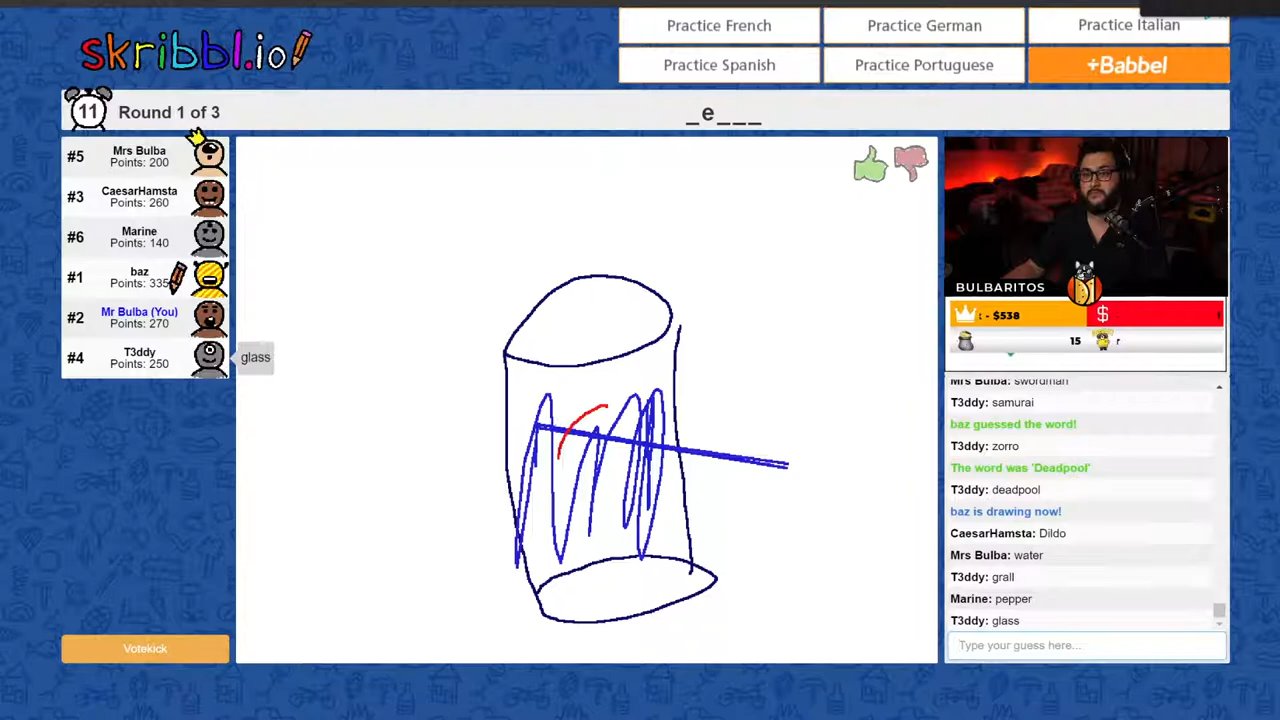 skribbl.io
Practice French
Practice German
Practice Italian
Practice Spanish
Practice Portuguese
+Babbel
11
Round 1 of 3
_e___
#5
Mrs Bulba
Points: 200
#3
CaesarHamsta
Points: 260
#6
Marine
Points: 140
#1
baz
Points: 335
#2
Mr Bulba (You)
Points: 270
#4
T3ddy
Points: 250
glass
Votekick
BULBARITOS
: - $538
$
15
Mrs Bulba: swordman
T3ddy: samurai
baz guessed the word!
T3ddy: zorro
The word was 'Deadpool'
T3ddy: deadpool
baz is drawing now!
CaesarHamsta: Dildo
Mrs Bulba: water
T3ddy: grall
Marine: pepper
T3ddy: glass
Type your guess here...